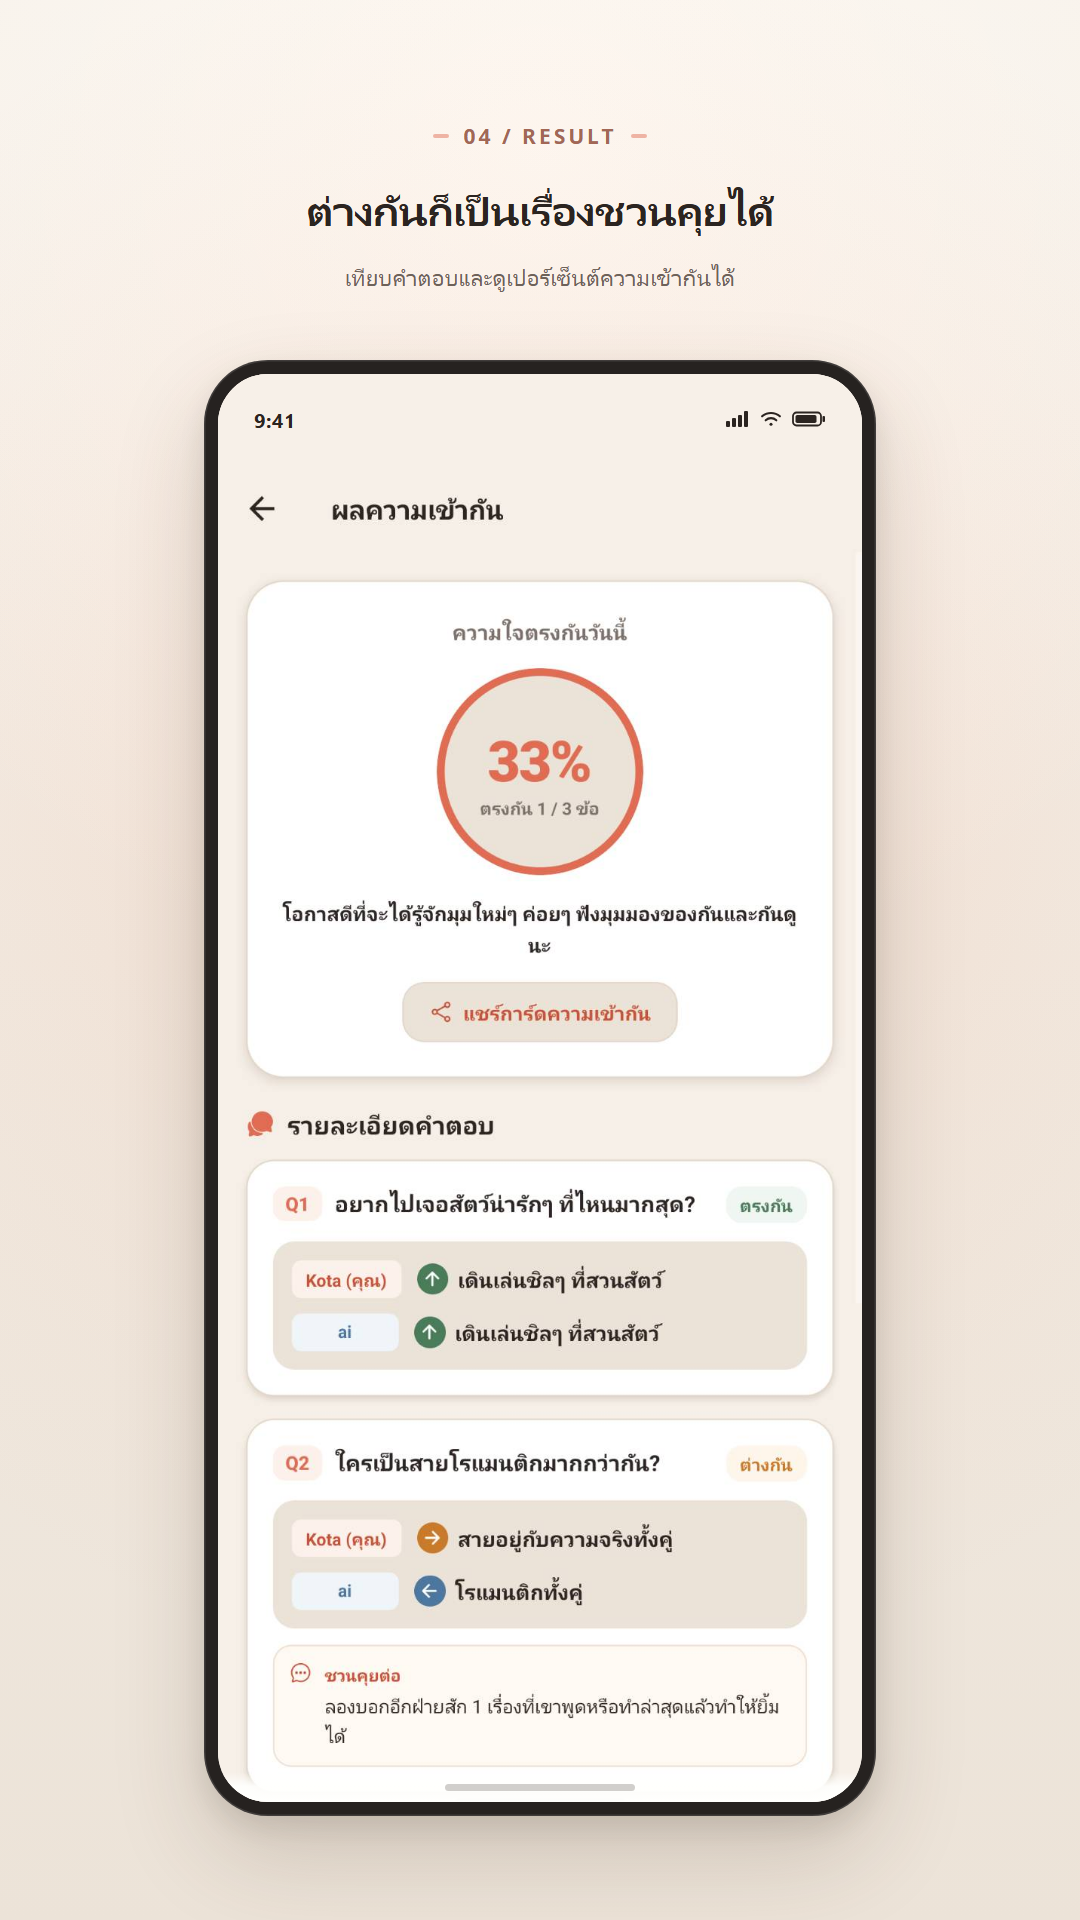 04 / RESULT
ต่างกันก็เป็นเรื่องชวนคุยได้
เทียบคำตอบและดูเปอร์เซ็นต์ความเข้ากันได้
9:41
ผลความเข้ากัน
ความใจตรงกันวันนี้
33%
ตรงกัน 1 / 3 ข้อ
โอกาสดีที่จะได้รู้จักมุมใหม่ๆ ค่อยๆ ฟังมุมมองของกันและกันดู
นะ
แชร์การ์ดความเข้ากัน
รายละเอียดคำตอบ
Q1 อยากไปเจอสัตว์น่ารักๆ ที่ไหนมากสุด? ตรงกัน
Kota (คุณ) เดินเล่นชิลๆ ที่สวนสัตว์
ai เดินเล่นชิลๆ ที่สวนสัตว์
Q2 ใครเป็นสายโรแมนติกมากกว่ากัน? ต่างกัน
Kota (คุณ) สายอยู่กับความจริงทั้งคู่
ai โรแมนติกทั้งคู่
ชวนคุยต่อ
ลองบอกอีกฝ่ายสัก 1 เรื่องที่เขาพูดหรือทำล่าสุดแล้วทำให้ยิ้ม
ได้